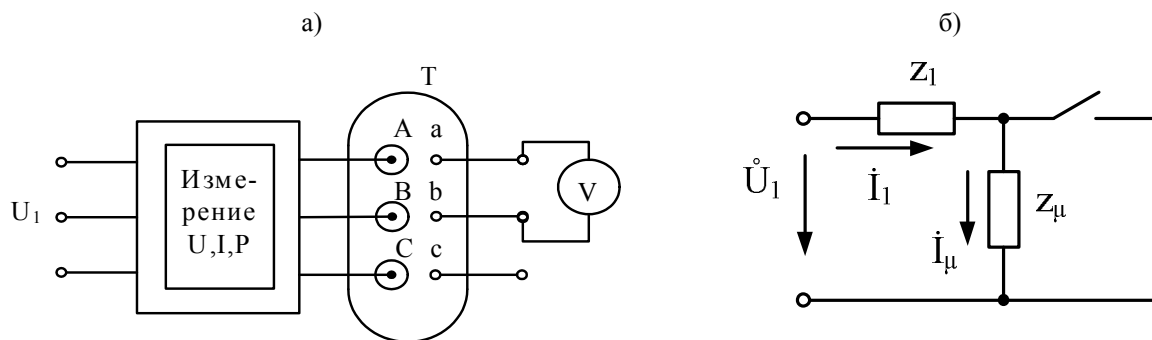 а)
б)
T
A a
B b
C c
U1
Изме-
рение
U,I,P
V
z1
Ů1
İ1
İμ
zμ